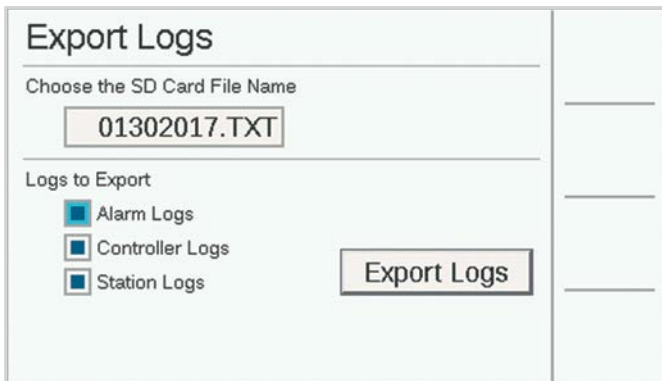 Export Logs
Choose the SD Card File Name
01302017.TXT
Logs to Export
Alarm Logs
Controller Logs
Station Logs
Export Logs